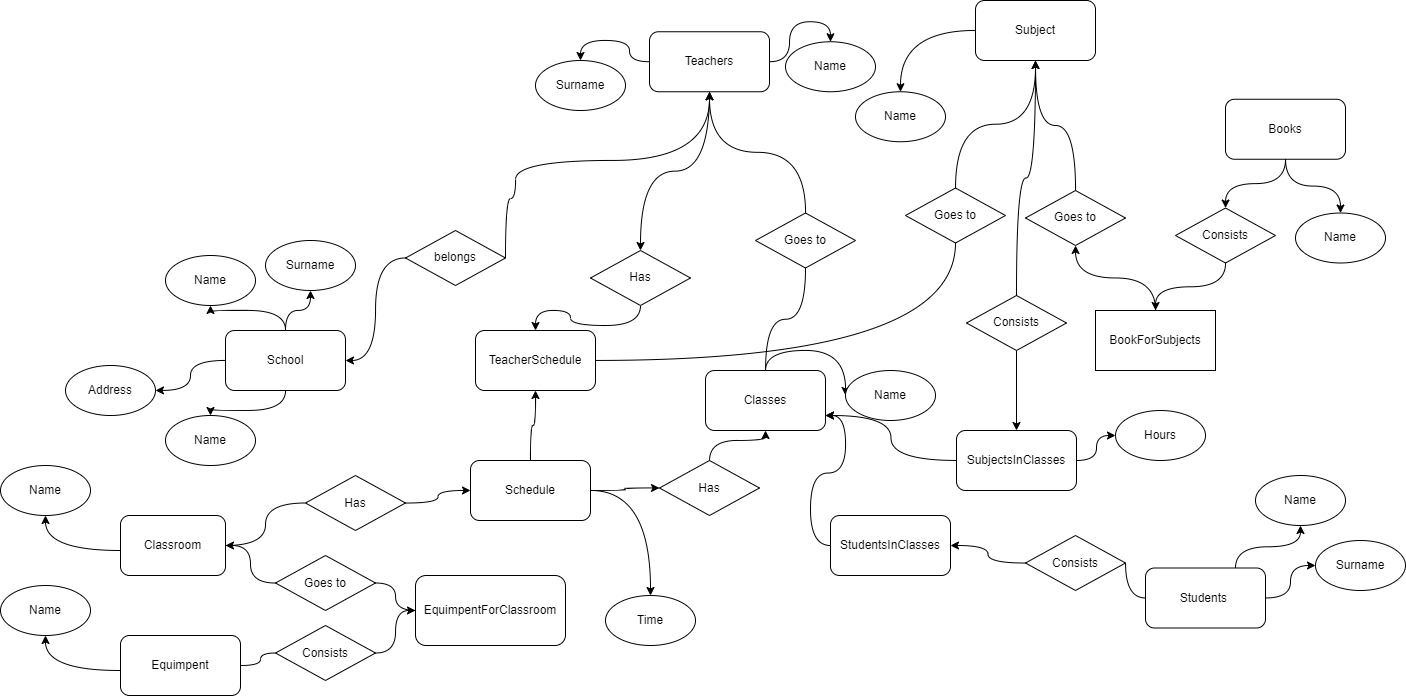 Subject
Teachers
Name
Surname
Name
Books
Goes to
Goes to
Consists
Name
Goes to
belongs
Surname
Has
Name
Consists
BookForSubjects
School
TeacherSchedule
Address
Classes
Name
Name
Hours
SubjectsInClasses
Name
Schedule
Has
Has
Name
Classroom
StudentsInClasses
Consists
Surname
Goes to
Students
Name
EquimpentForClassroom
Time
Consists
Equimpent